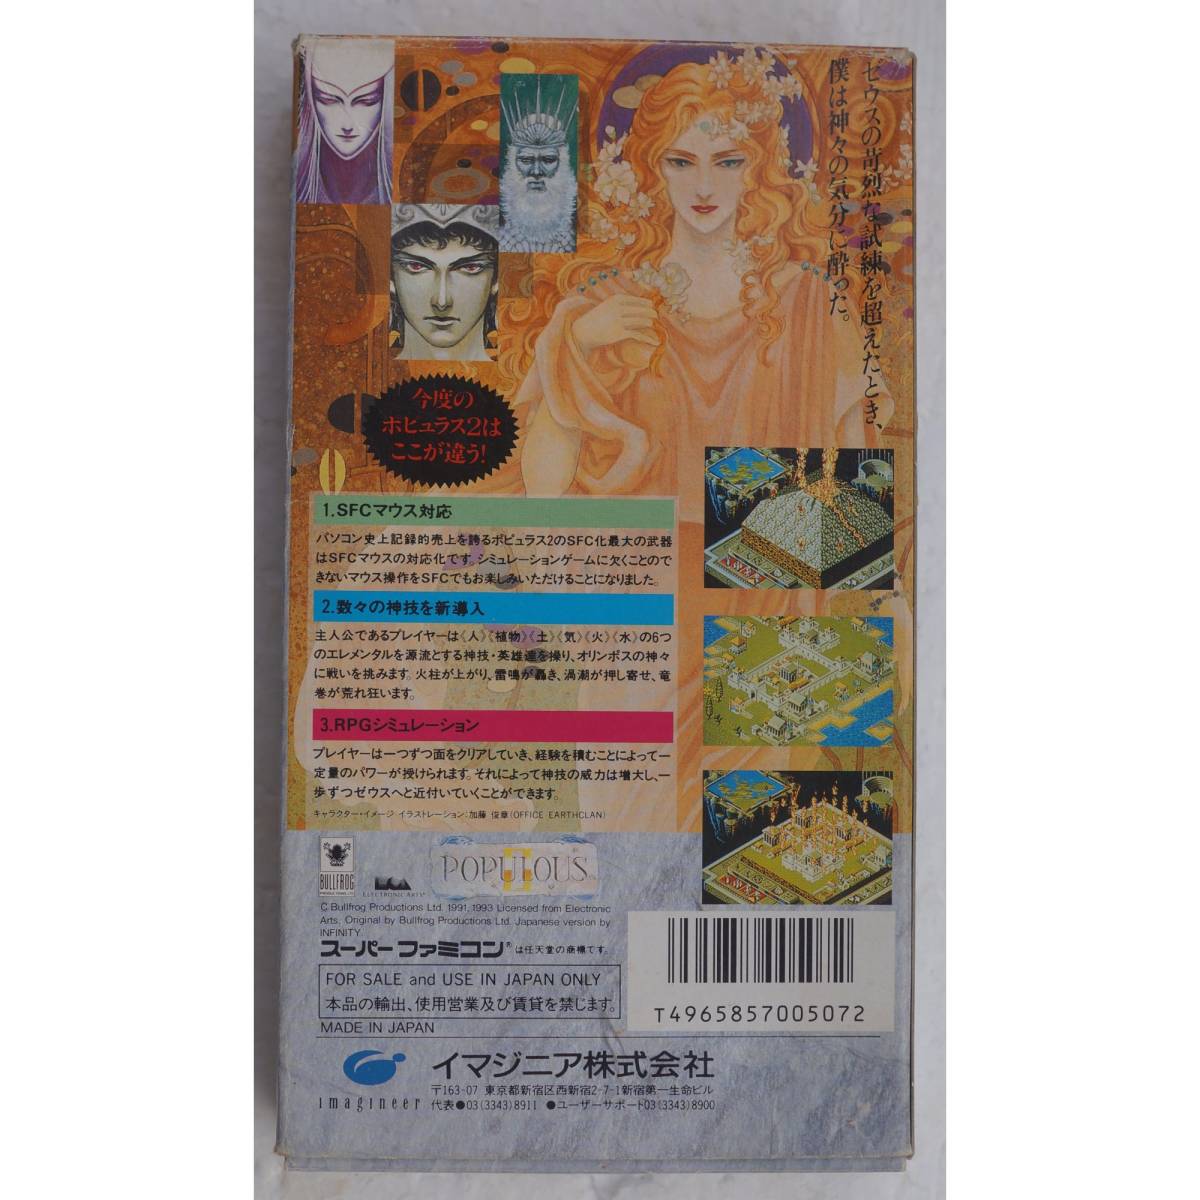 ゼウスの苛烈な試練を超えたとき、
僕は神々の気分に酔った。
今度の
ポピュラス2は
ここが違う!
1.SFCマウス対応
パソコン史上記録的売上を誇るポピュラス2のSFC化最大の武器
はSFCマウスの対応化です。シミュレーションゲームに欠くことので
きないマウス操作をSFCでもお楽しみいただけることになりました。
2.数々の神技を新導入
主人公であるプレイヤーは〈人〉〈植物〉〈土〉〈気〉〈火〉〈水〉の6つ
のエレメンタルを源流とする神技・英雄達を操り、オリンポスの神々
に戦いを挑みます。火柱が上がり、雷鳴が轟き、渦潮が押し寄せ、竜
巻が荒れ狂います。
3.RPGシミュレーション
プレイヤーは一つずつ面をクリアしていき、経験を積むことによって一
定量のパワーが授けられます。それによって神技の威力は増大し、一
歩ずつゼウスへと近付いていくことができます。
キャラクター・イメージ イラストレーション:加藤 俊章(OFFICE EARTHCLAN)
BULLFROG
ELECTRONIC ARTS
POPULOUS II
C Bullfrog Productions Ltd. 1991, 1993 Licensed from Electronic
Arts. Original by Bullfrog Productions Ltd. Japanese version by
INFINITY.
スーパーファミコン®は任天堂の商標です。
FOR SALE and USE IN JAPAN ONLY
本品の輸出、使用営業及び賃貸を禁じます。
MADE IN JAPAN
T4965857005072
imagineer
イマジニア株式会社
〒163-07 東京都新宿区西新宿2-7-1新宿第一生命ビル
代表●03(3343)8911 ●ユーザーサポート03(3343)8900